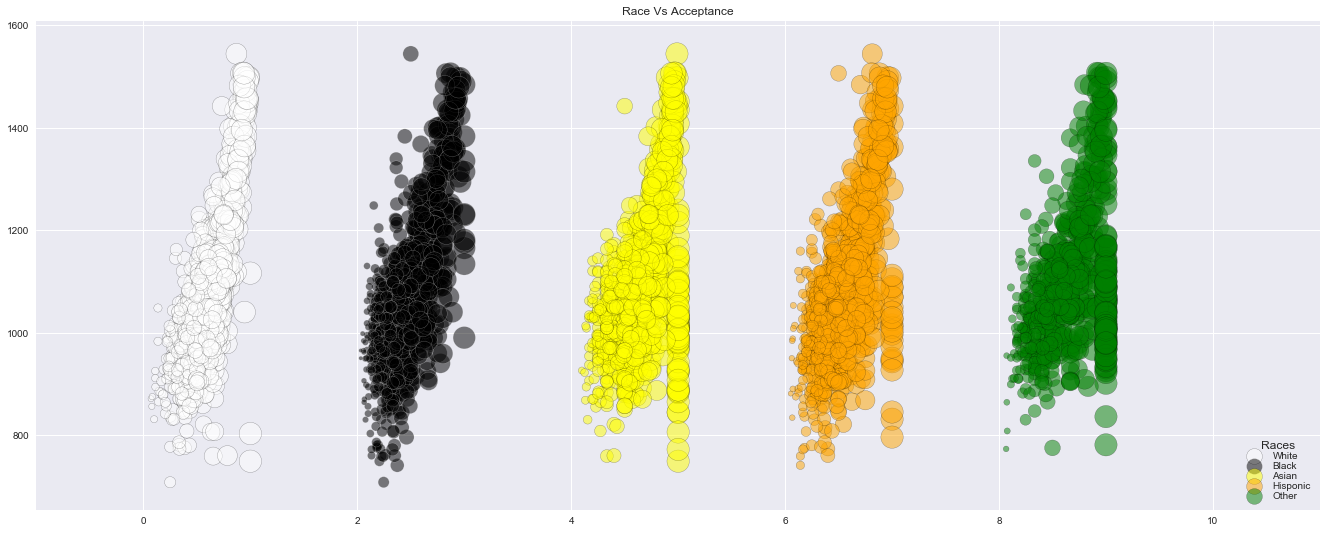 Race Vs Acceptance
1600
1400
1200
1000
800
0 2 4 6 8 10
Races
White
Black
Asian
Hisponic
Other